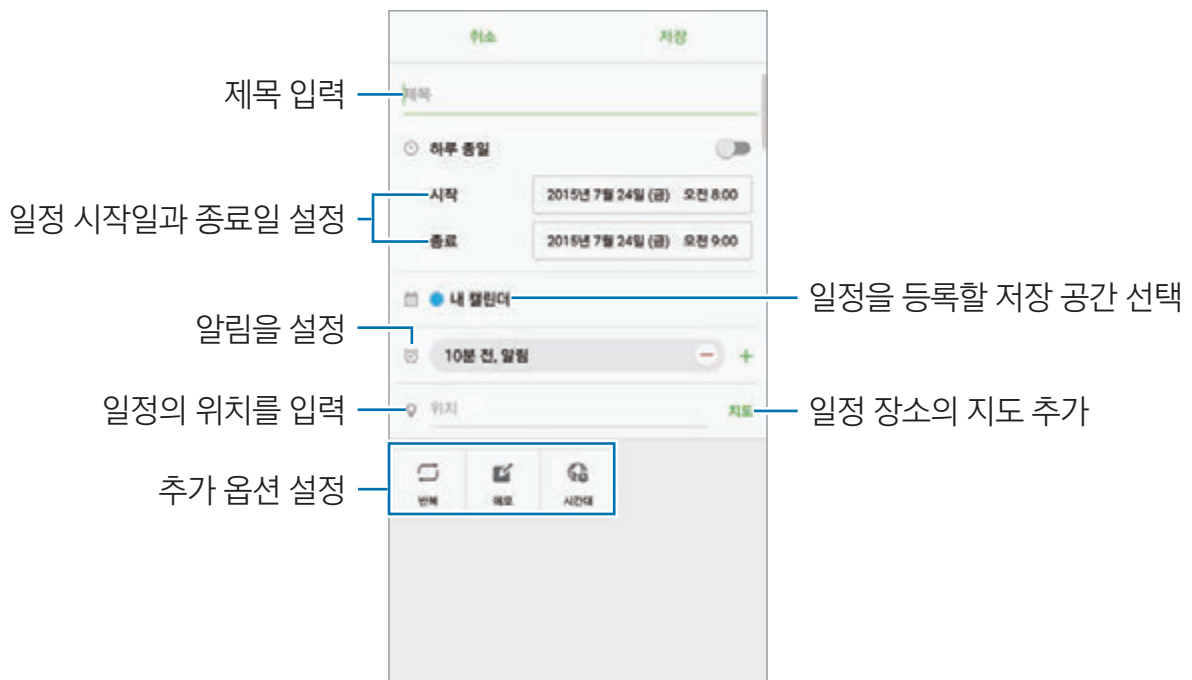 취소 저장
제목 입력 제목
하루 종일
시작 2015년 7월 24일 (금) 오전 8:00
일정 시작일과 종료일 설정
종료 2015년 7월 24일 (금) 오전 9:00
내 캘린더 일정을 등록할 저장 공간 선택
알림을 설정
10분 전, 알림
일정의 위치를 입력 위치 지도 일정 장소의 지도 추가
추가 옵션 설정
반복 메모 시간대